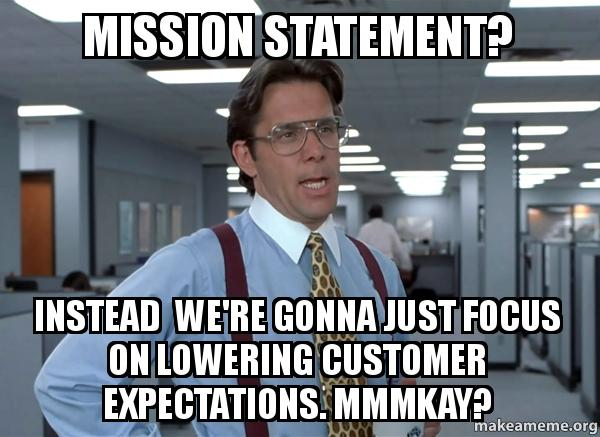 MISSION STATEMENT?
INSTEAD WE'RE GONNA JUST FOCUS
ON LOWERING CUSTOMER
EXPECTATIONS. MMMKAY?
makeameme.org